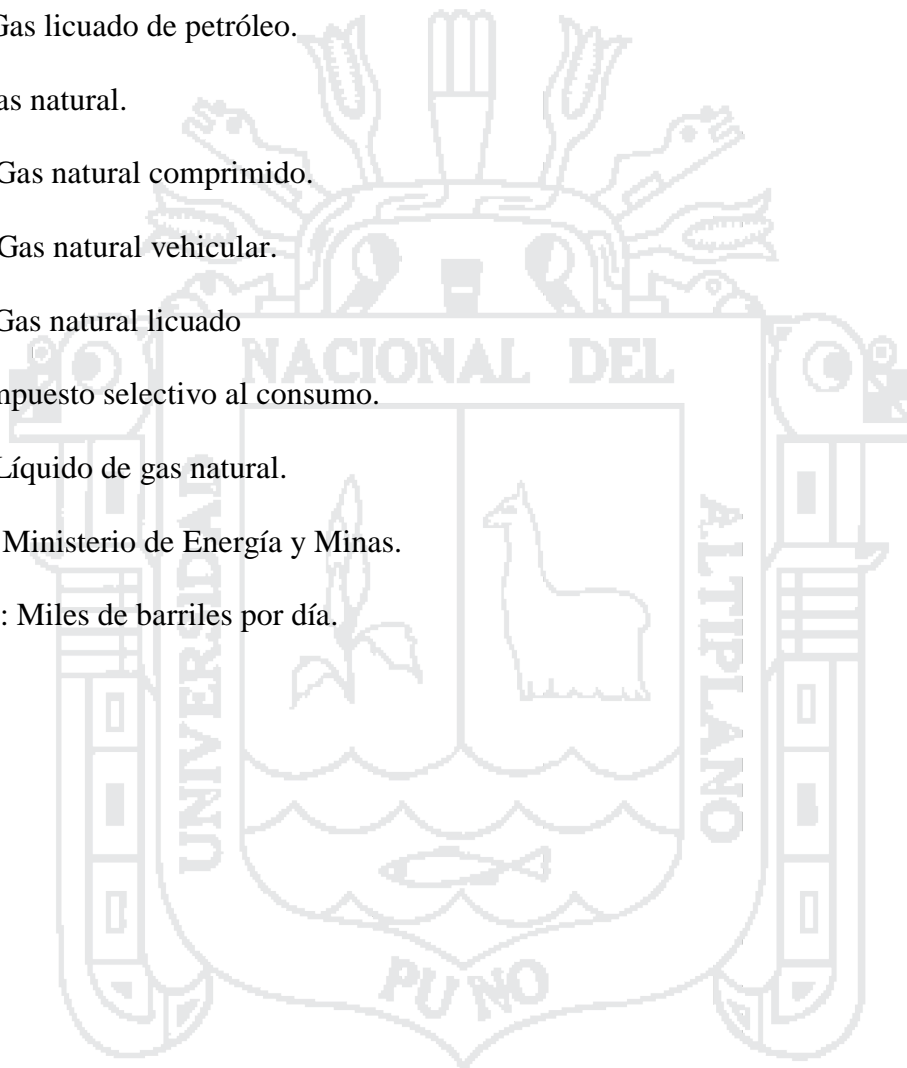 Gas licuado de petróleo.
as natural.
Gas natural comprimido.
Gas natural vehicular.
Gas natural licuado
mpuesto selectivo al consumo.
Líquido de gas natural.
Ministerio de Energía y Minas.
: Miles de barriles por día.
NACIONAL DEL
UNIVERSIDAD
ALTIPLANO
PUNO